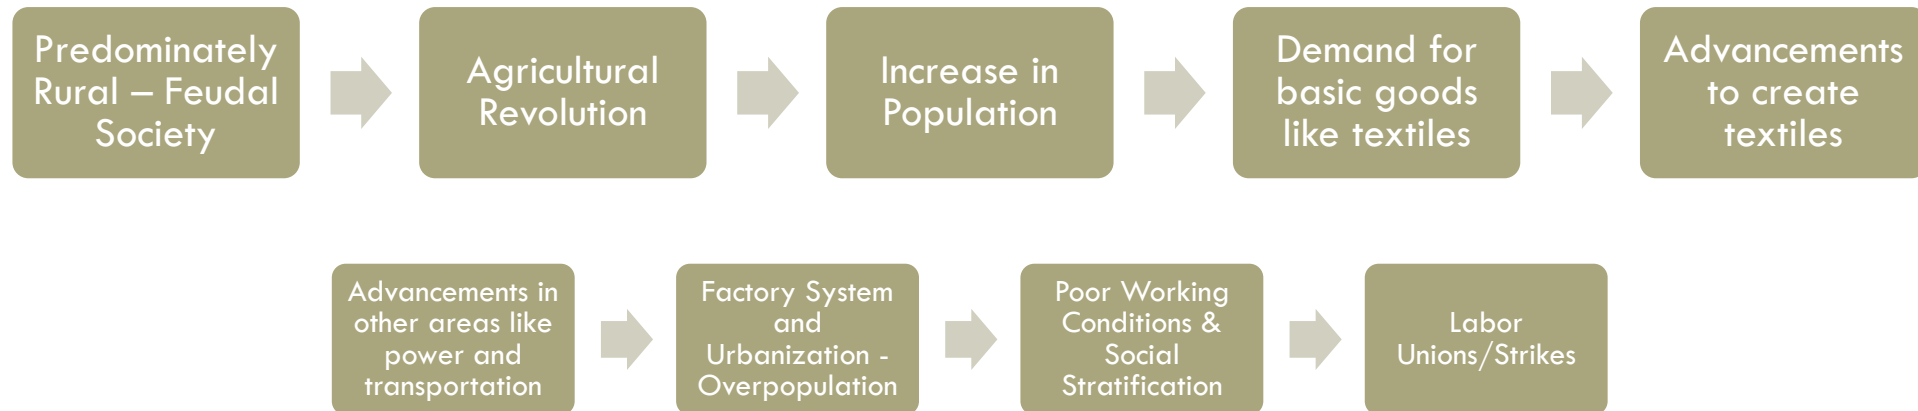 Predominately
Rural – Feudal
Society
Agricultural
Revolution
Increase in
Population
Demand for
basic goods
like textiles
Advancements
to create
textiles
Advancements in
other areas like
power and
transportation
Factory System
and
Urbanization -
Overpopulation
Poor Working
Conditions &
Social
Stratification
Labor
Unions/Strikes